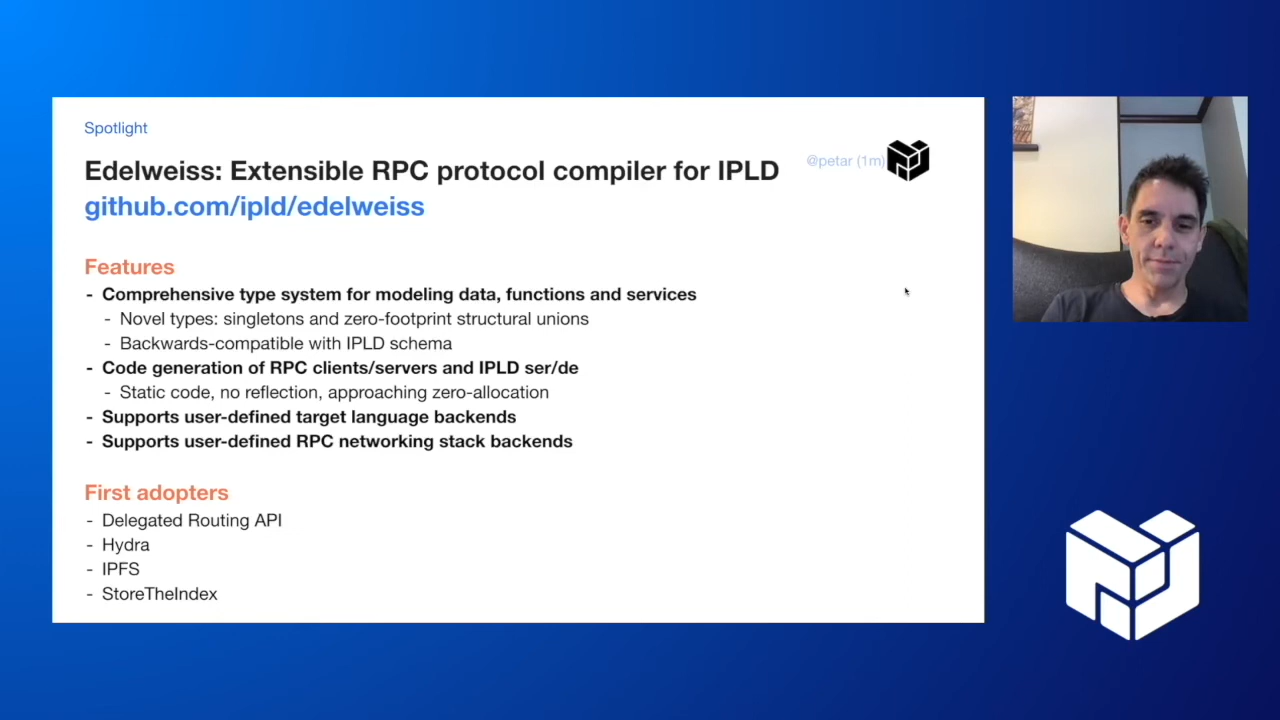 Spotlight
Edelweiss: Extensible RPC protocol compiler for IPLD
@petar (1m)
github.com/ipld/edelweiss
Features
- Comprehensive type system for modeling data, functions and services
- Novel types: singletons and zero-footprint structural unions
- Backwards-compatible with IPLD schema
- Code generation of RPC clients/servers and IPLD ser/de
- Static code, no reflection, approaching zero-allocation
- Supports user-defined target language backends
- Supports user-defined RPC networking stack backends
First adopters
- Delegated Routing API
- Hydra
- IPFS
- StoreTheIndex